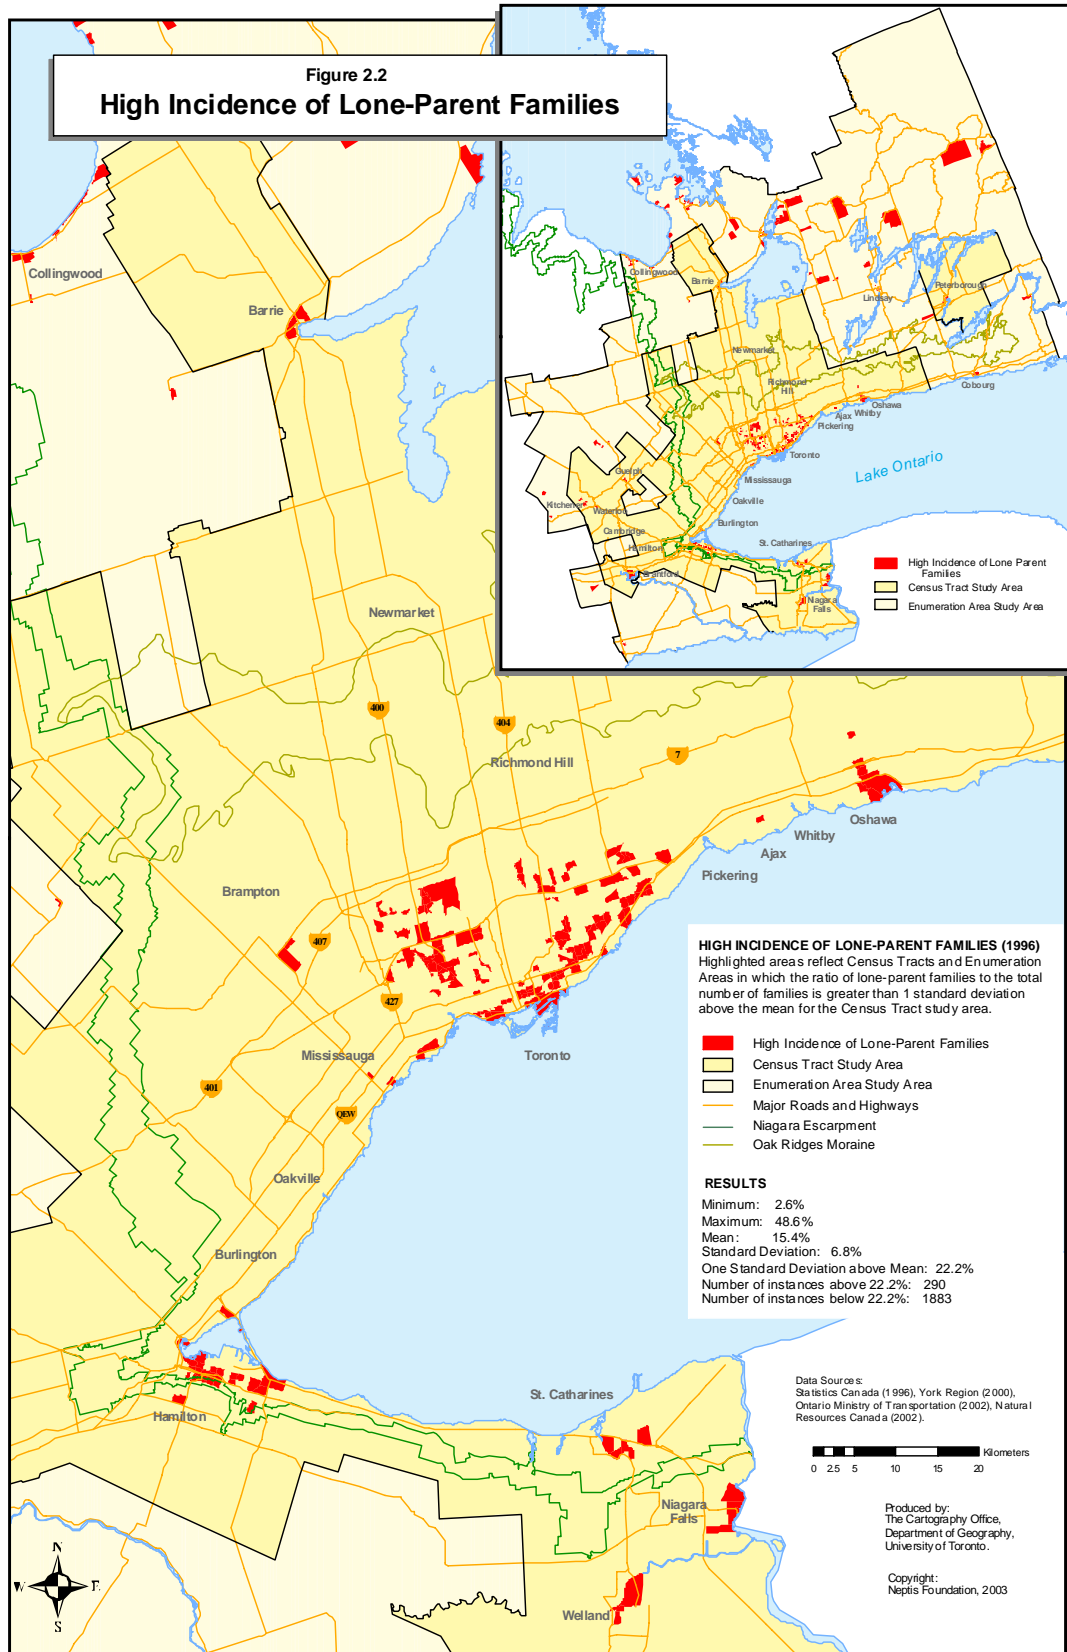 Figure 2.2
High Incidence of Lone-Parent Families
Collingwood
Barrie
Newmarket
400
404
7
Richmond Hill
Oshawa
Whitby
Ajax
Pickering
Brampton
407
427
Mississauga
Toronto
401
QEW
Oakville
Burlington
Hamilton
St. Catharines
Niagara
Falls
Welland
N
W
E
S
Collingwood
Barrie
Lindsay
Peterborough
Newmarket
Richmond
Hill
Cobourg
Oshawa
Whitby
Ajax
Pickering
Toronto
Lake Ontario
Mississauga
Guelph
Oakville
Kitchener
Waterloo
Burlington
Cambridge
St. Catharines
Hamilton
Brantford
Niagara
Falls
High Incidence of Lone Parent
Families
Census Tract Study Area
Enumeration Area Study Area
HIGH INCIDENCE OF LONE-PARENT FAMILIES (1996)
Highlighted areas reflect Census Tracts and Enumeration
Areas in which the ratio of lone-parent families to the total
number of families is greater than 1 standard deviation
above the mean for the Census Tract study area.
High Incidence of Lone-Parent Families
Census Tract Study Area
Enumeration Area Study Area
Major Roads and Highways
Niagara Escarpment
Oak Ridges Moraine
RESULTS
Minimum: 2.6%
Maximum: 48.6%
Mean: 15.4%
Standard Deviation: 6.8%
One Standard Deviation above Mean: 22.2%
Number of instances above 22.2%: 290
Number of instances below 22.2%: 1883
Data Sources:
Statistics Canada (1996), York Region (2000),
Ontario Ministry of Transportation (2002), Natural
Resources Canada (2002).
Kilometers
0 2.5 5 10 15 20
Produced by:
The Cartography Office,
Department of Geography,
University of Toronto.
Copyright:
Neptis Foundation, 2003